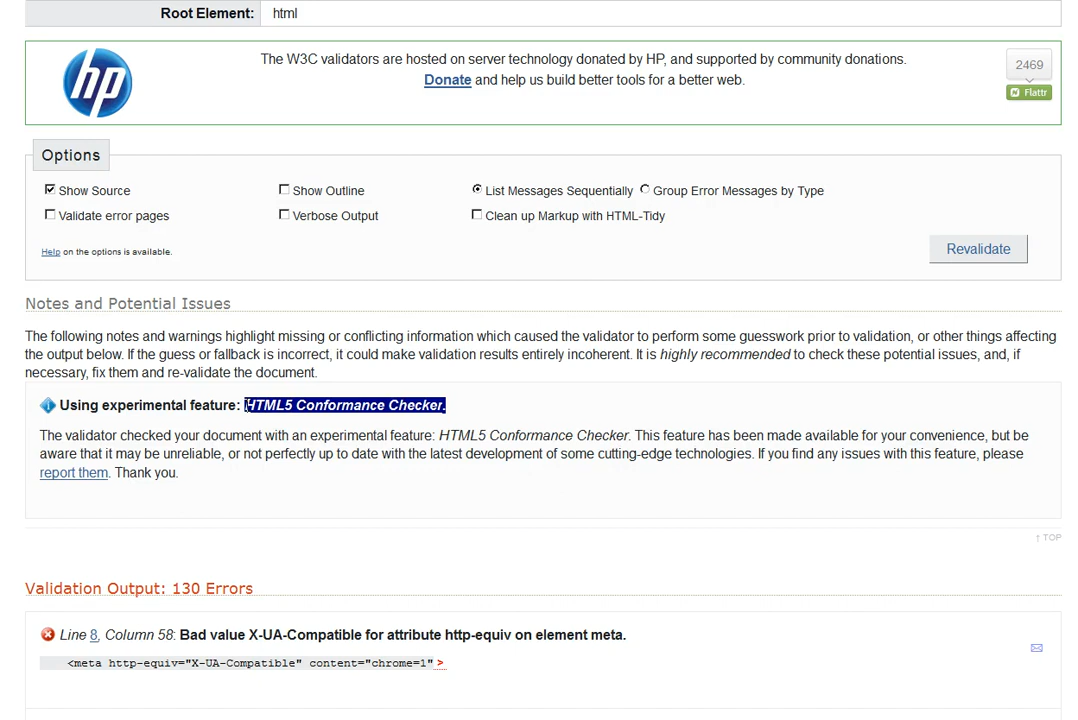 Root Element: html
hp
The W3C validators are hosted on server technology donated by HP, and supported by community donations.
Donate and help us build better tools for a better web.
2469
Flattr
Options
Show Source
Show Outline
List Messages Sequentially
Group Error Messages by Type
Validate error pages
Verbose Output
Clean up Markup with HTML-Tidy
Help on the options is available.
Revalidate
Notes and Potential Issues
The following notes and warnings highlight missing or conflicting information which caused the validator to perform some guesswork prior to validation, or other things affecting
the output below. If the guess or fallback is incorrect, it could make validation results entirely incoherent. It is highly recommended to check these potential issues, and, if
necessary, fix them and re-validate the document.
Using experimental feature: HTML5 Conformance Checker.
The validator checked your document with an experimental feature: HTML5 Conformance Checker. This feature has been made available for your convenience, but be
aware that it may be unreliable, or not perfectly up to date with the latest development of some cutting-edge technologies. If you find any issues with this feature, please
report them. Thank you.
↑ TOP
Validation Output: 130 Errors
Line 8, Column 58: Bad value X-UA-Compatible for attribute http-equiv on element meta.
<meta http-equiv="X-UA-Compatible" content="chrome=1">